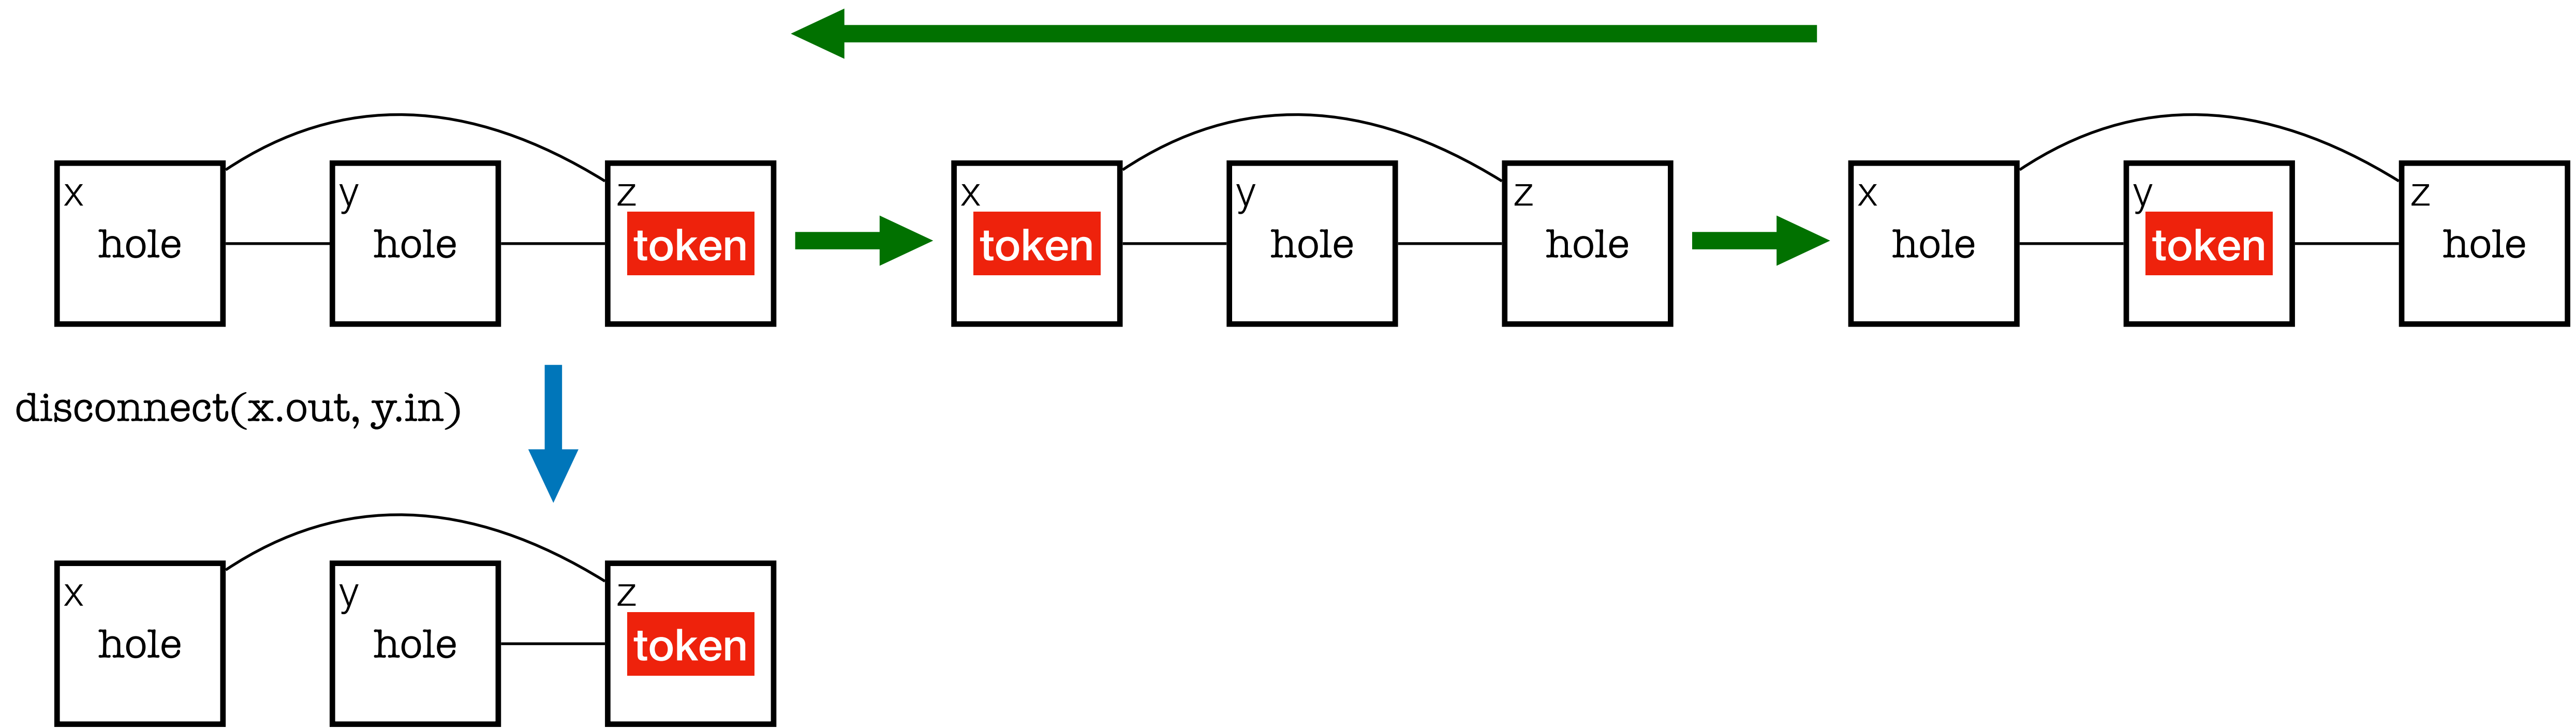 x y z x y z x y z
hole hole token token hole hole hole token hole
disconnect(x.out, y.in)
x y z
hole hole token